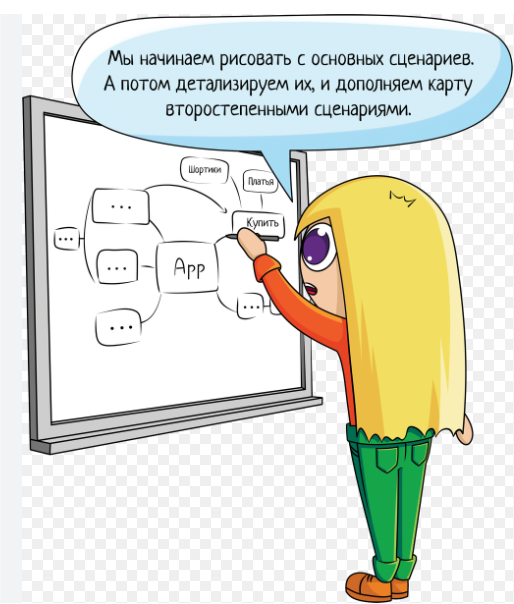 Мы начинаем рисовать с основных сценариев.
А потом детализируем их, и дополняем карту
второстепенными сценариями.
Шортики
Платья
...
Купить
...
...
App
...
...